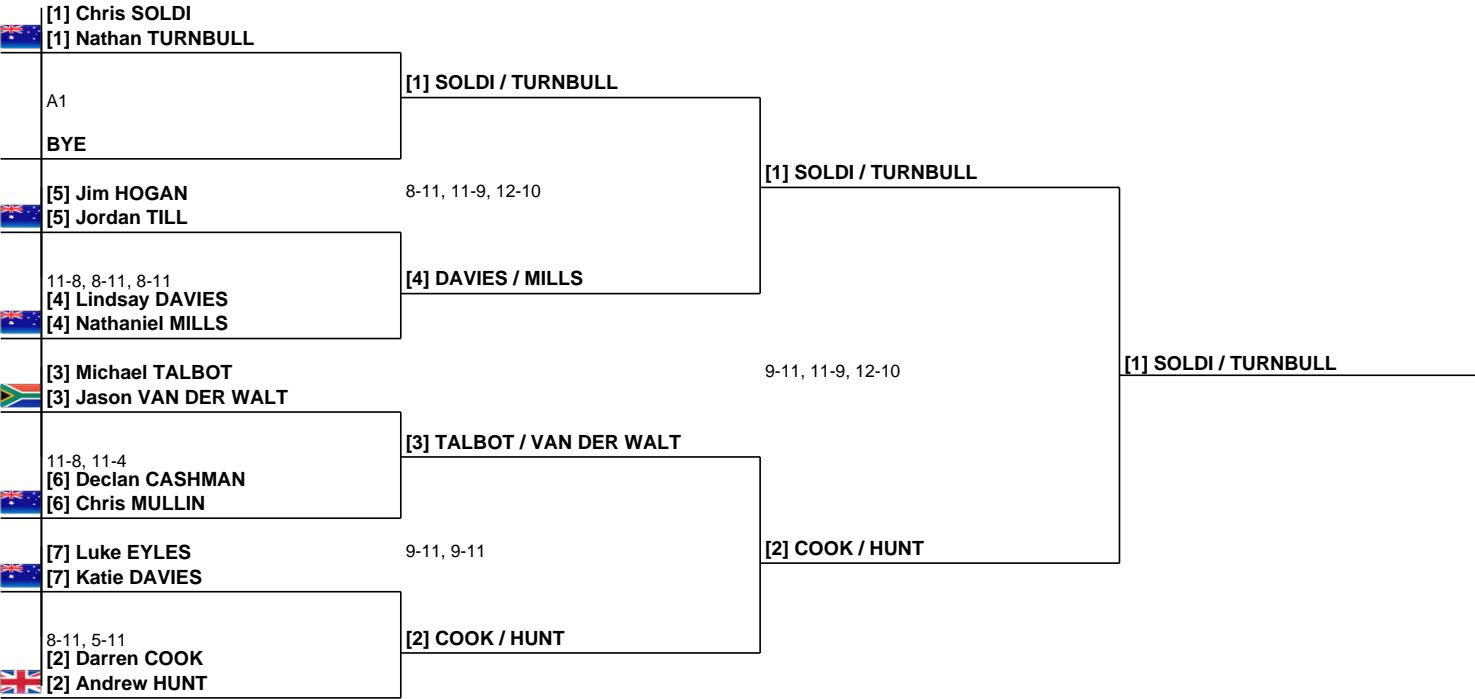 [1] Chris SOLDI
[1] Nathan TURNBULL
[1] SOLDI / TURNBULL
A1
BYE
[1] SOLDI / TURNBULL
[5] Jim HOGAN
8-11, 11-9, 12-10
[5] Jordan TILL
11-8, 8-11, 8-11
[4] DAVIES / MILLS
[4] Lindsay DAVIES
[4] Nathaniel MILLS
[1] SOLDI / TURNBULL
[3] Michael TALBOT
9-11, 11-9, 12-10
[3] Jason VAN DER WALT
[3] TALBOT / VAN DER WALT
11-8, 11-4
[6] Declan CASHMAN
[6] Chris MULLIN
[7] Luke EYLES
9-11, 9-11
[2] COOK / HUNT
[7] Katie DAVIES
8-11, 5-11
[2] COOK / HUNT
[2] Darren COOK
[2] Andrew HUNT